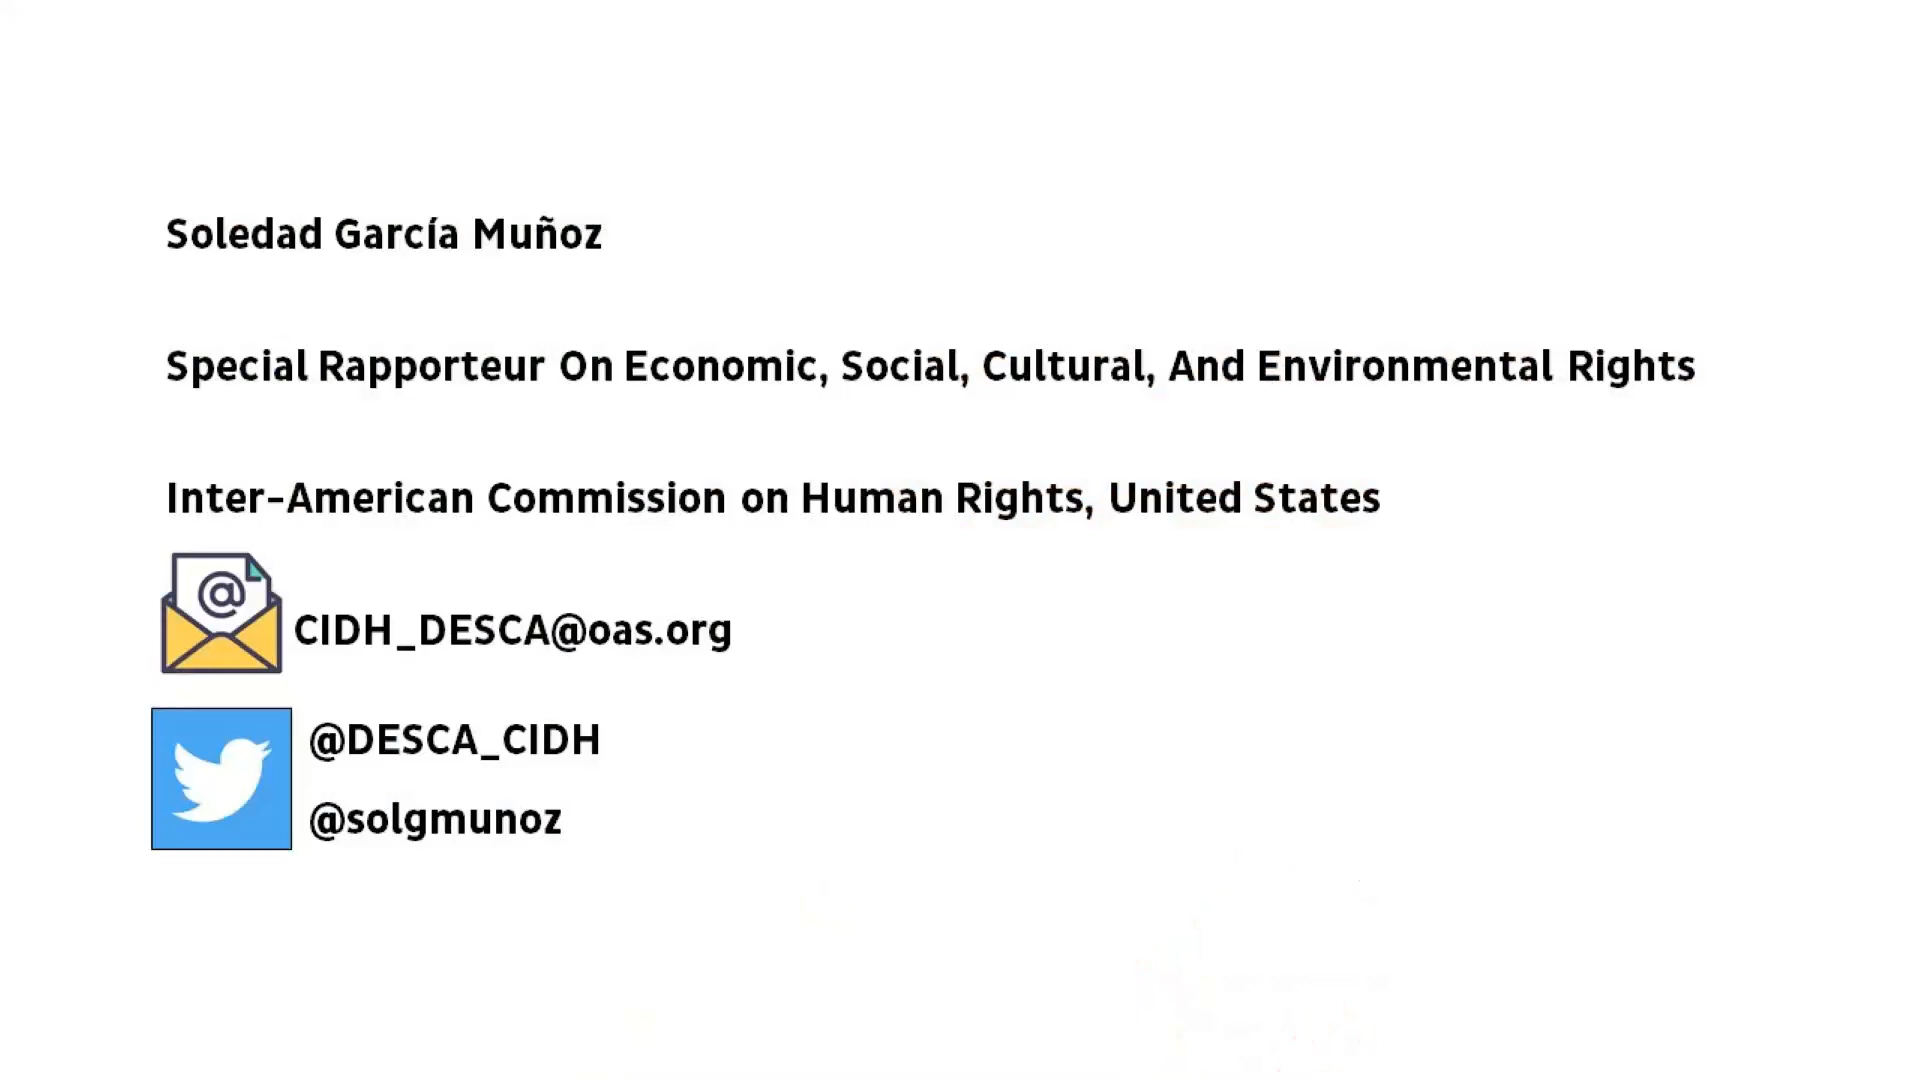 Soledad García Muñoz
Special Rapporteur On Economic, Social, Cultural, And Environmental Rights
Inter-American Commission on Human Rights, United States
CIDH_DESCA@oas.org
@DESCA_CIDH
@solgmunoz